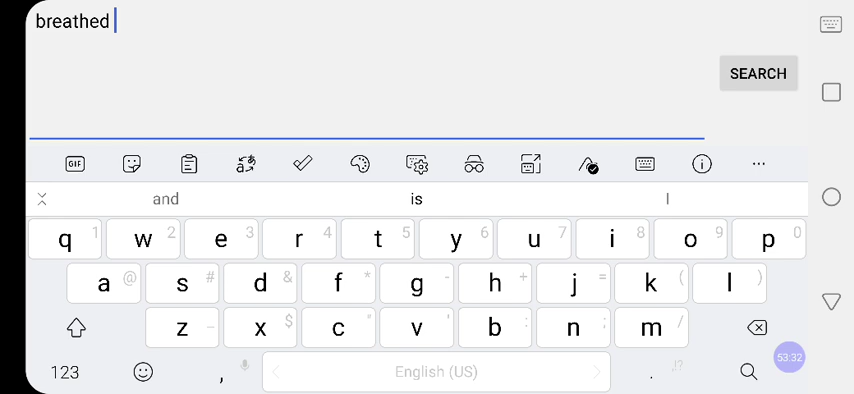 breathed
SEARCH
GIF
and is I
q 1 w 2 e 3 r 4 t 5 y 6 u 7 i 8 o 9 p 0
a @ s # d & f * g - h + j = k ( l )
z _ x $ c " v ' b : n ; m /
53:32
123 , English (US) . ,!?